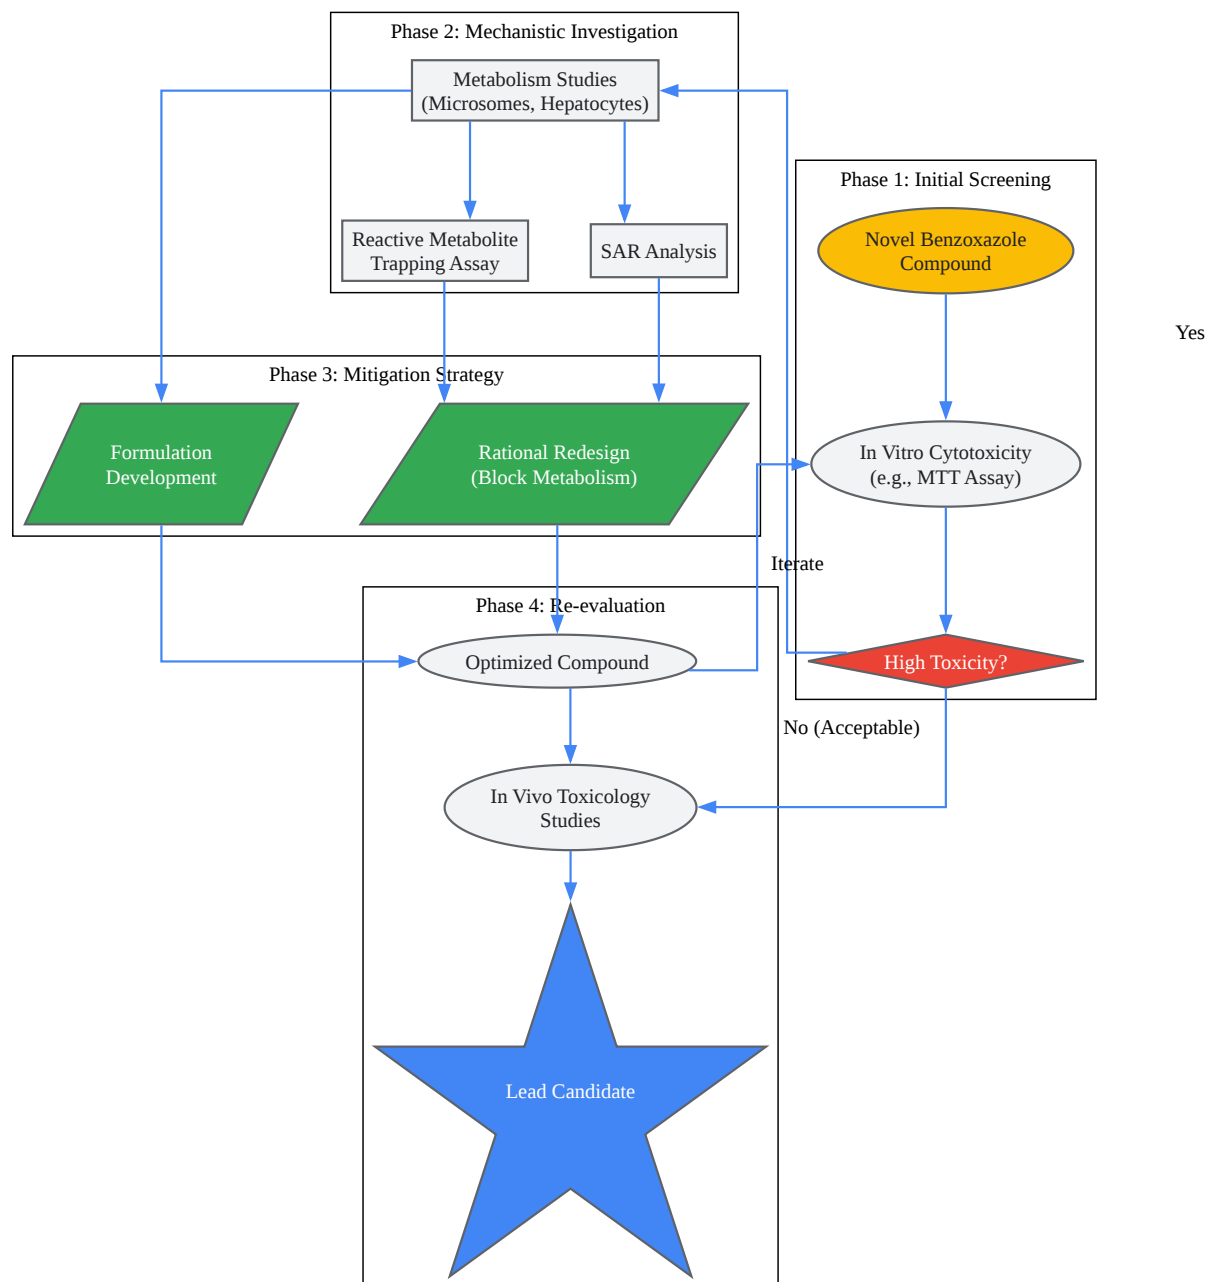 Phase 2: Mechanistic Investigation
Metabolism Studies
(Microsomes, Hepatocytes)
Reactive Metabolite
Trapping Assay
SAR Analysis
Phase 1: Initial Screening
Novel Benzoxazole
Compound
Yes
In Vitro Cytotoxicity
(e.g., MTT Assay)
High Toxicity?
Phase 3: Mitigation Strategy
Formulation
Development
Rational Redesign
(Block Metabolism)
Iterate
Phase 4: Re-evaluation
Optimized Compound
No (Acceptable)
In Vivo Toxicology
Studies
Lead Candidate